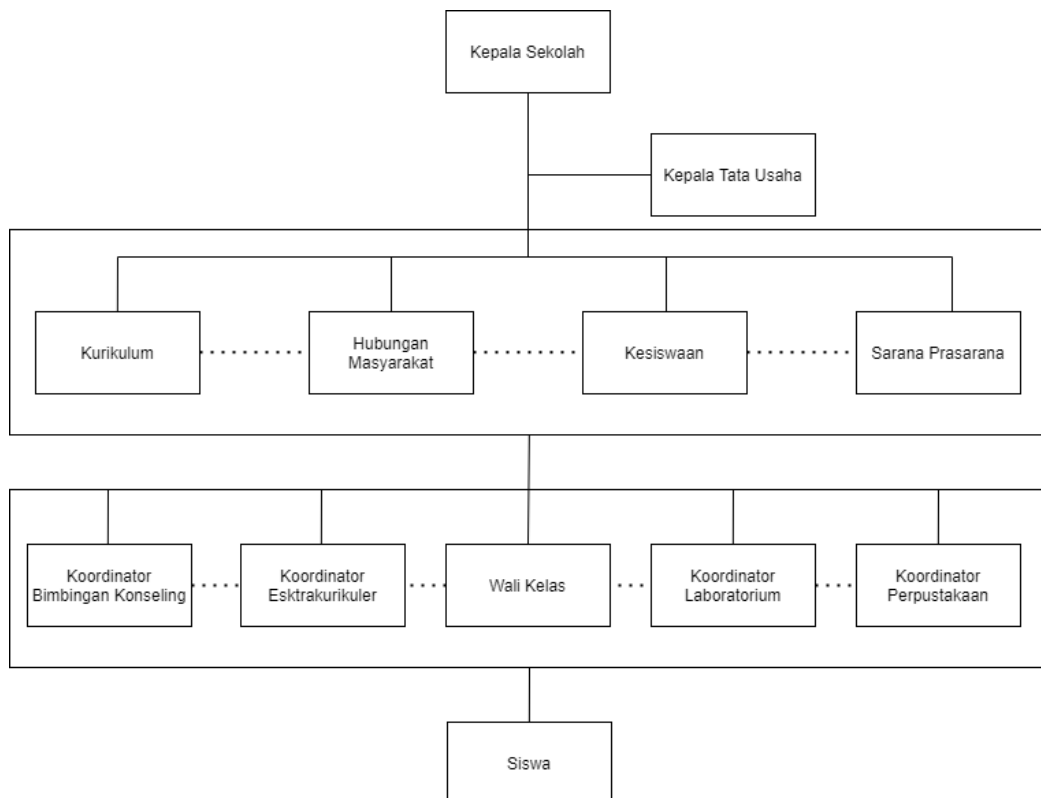 Kepala Sekolah
Kepala Tata Usaha
Kurikulum
Hubungan
Masyarakat
Kesiswaan
Sarana Prasarana
Koordinator
Bimbingan Konseling
Koordinator
Esktrakurikuler
Wali Kelas
Koordinator
Laboratorium
Koordinator
Perpustakaan
Siswa